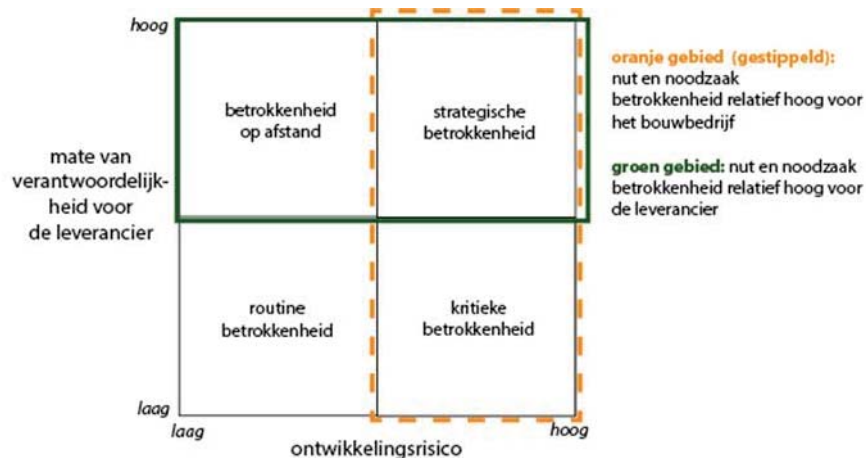 hoog
mate van
verantwoordelijk-
heid voor
de leverancier
betrokkenheid
op afstand
strategische
betrokkenheid
routine
betrokkenheid
kritieke
betrokkenheid
laag
laag
hoog
ontwikkelingsrisico
oranje gebied (gestippeld):
nut en noodzaak
betrokkenheid relatief hoog voor
het bouwbedrijf
groen gebied: nut en noodzaak
betrokkenheid relatief hoog voor
de leverancier